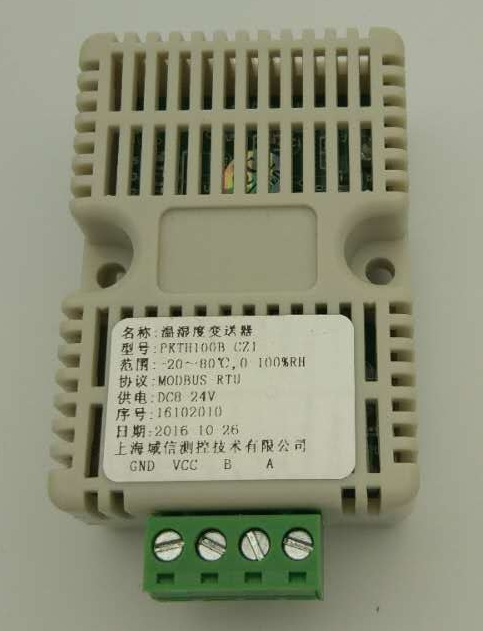 名称:温湿度变送器
型号:PKTH100B CZ1
范围:-20~80℃,0 100%RH
协议:MODBUS RTU
供电:DC8 24V
序号:16102010
日期:2016 10 26
上海城信测控技术有限公司
GND VCC B A